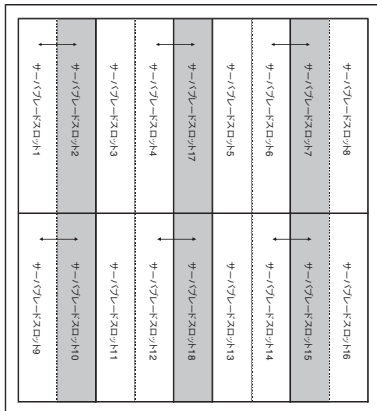 サーバブレードスロット1
サーバブレードスロット2
サーバブレードスロット3
サーバブレードスロット4
サーバブレードスロット17
サーバブレードスロット5
サーバブレードスロット6
サーバブレードスロット7
サーバブレードスロット8
サーバブレードスロット9
サーバブレードスロット10
サーバブレードスロット11
サーバブレードスロット12
サーバブレードスロット18
サーバブレードスロット13
サーバブレードスロット14
サーバブレードスロット15
サーバブレードスロット16